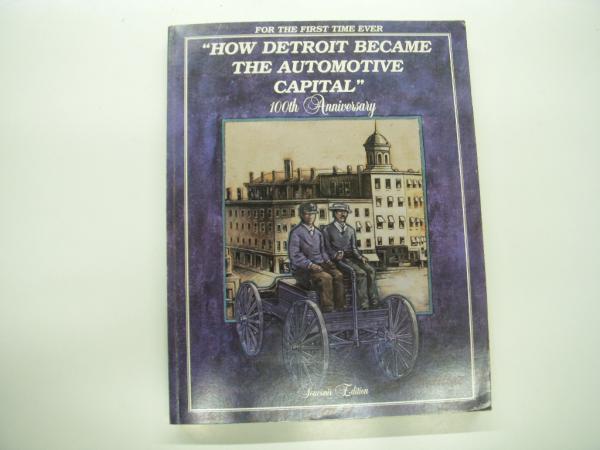 FOR THE FIRST TIME EVER
"HOW DETROIT BECAME
THE AUTOMOTIVE
CAPITAL"
100th Anniversary
Souvenir Edition